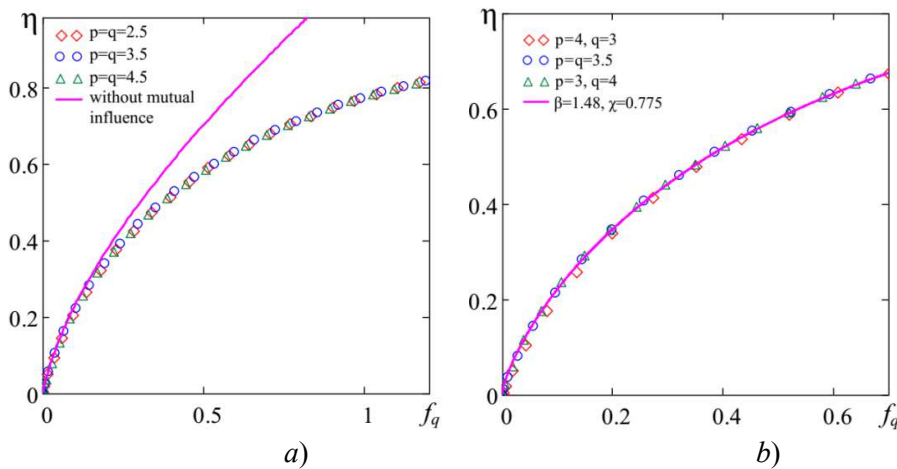 η
p=q=2.5
p=q=3.5
p=q=4.5
without mutual
influence
0.8
0.6
0.4
0.2
0
0
0.5
1
f_q
a)
η
p=4, q=3
p=q=3.5
p=3, q=4
β=1.48, χ=0.775
0.6
0.4
0.2
0
0
0.2
0.4
0.6
f_q
b)